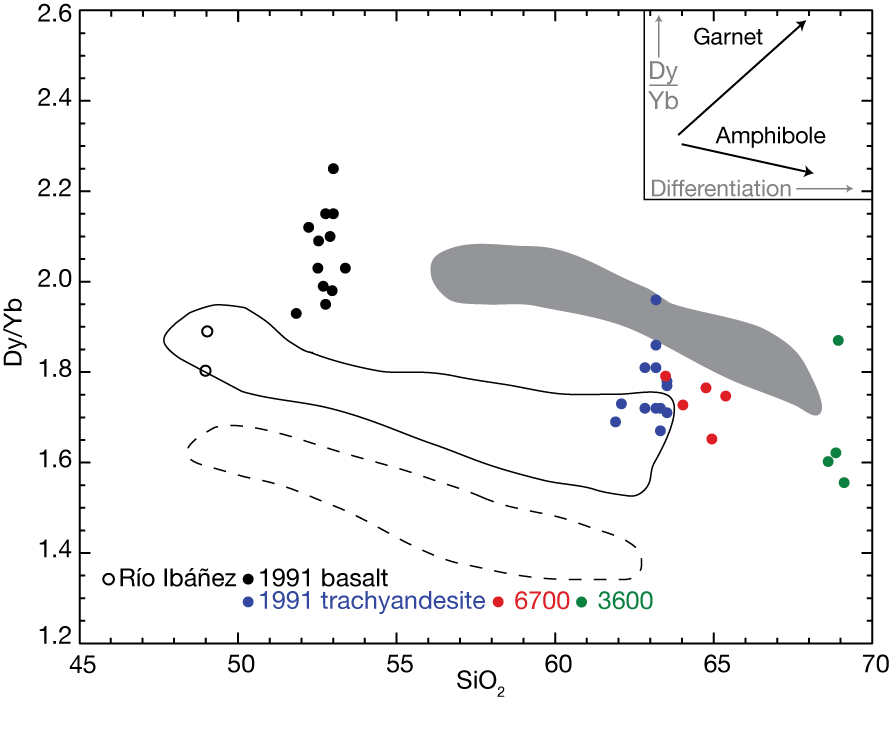 2.6
2.4
2.2
2.0
1.8
1.6
1.4
1.2
Dy/Yb
Garnet
Dy
Yb
Amphibole
Differentiation
Río Ibáñez 1991 basalt
1991 trachyandesite 6700 3600
45 50 55 60 65 70
SiO₂